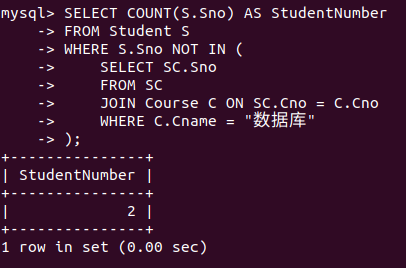 mysql> SELECT COUNT(S.Sno) AS StudentNumber
    -> FROM Student S
    -> WHERE S.Sno NOT IN (
    ->     SELECT SC.Sno
    ->     FROM SC
    ->     JOIN Course C ON SC.Cno = C.Cno
    ->     WHERE C.Cname = "数据库"
    -> );
+---------------+
| StudentNumber |
+---------------+
|             2 |
+---------------+
1 row in set (0.00 sec)